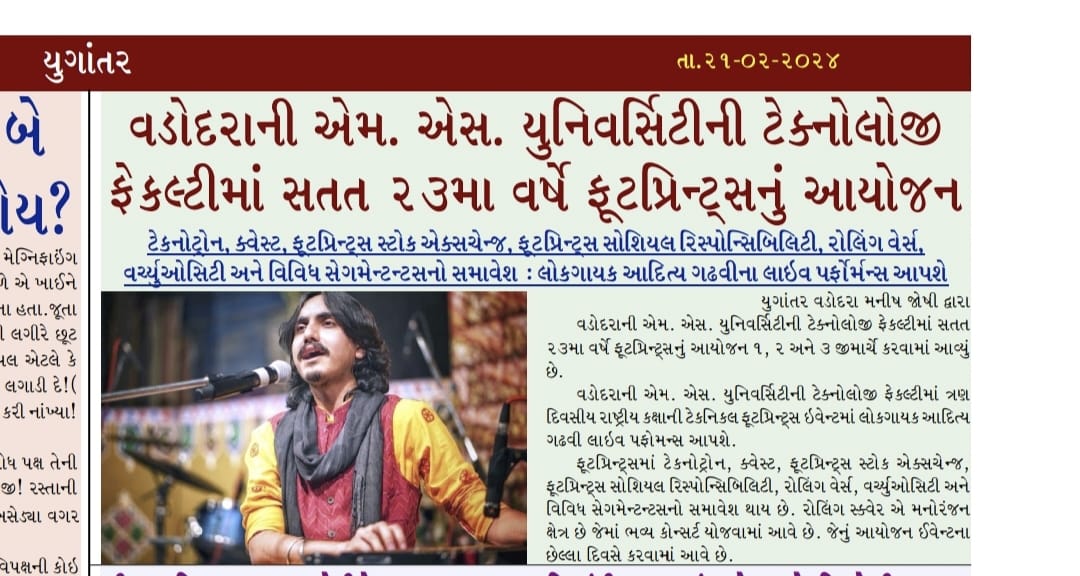 યુગાંતર
તા.૨૧-૦૨-૨૦૨૪
બે
ોય?
મેગ્નિફાઇંગ
એ ખાઈને
ના હતા.જૂતા
લગીરે છૂટ
એટલે કે
લગાડી દે!(
કરી નાંખ્યા!
પક્ષ તેની
જી! રસ્તાની
વગર
વિપક્ષની કોઈ
વડોદરાની એમ. એસ. યુનિવર્સિટીની ટેક્નોલોજી
ફેકલ્ટીમાં સતત ૨૩મા વર્ષે ફૂટપ્રિન્ટ્સનું આયોજન
ટેકનોટ્રોન, ક્વેસ્ટ, ફૂટપ્રિન્ટ્સ સ્ટોક એક્સચેન્જ, ફૂટપ્રિન્ટ્સ સોશિયલ રિસ્પોન્સિબિલિટી, રોલિંગ વેર્સ,
વર્ચ્યુઓસિટી અને વિવિધ સેગમેન્ટન્ટસનો સમાવેશ : લોકગાયક આદિત્ય ગઢવીના લાઇવ પર્ફોર્મન્સ આપશે
યુગાંતર વડોદરા મનીષ જોષી દ્વારા
વડોદરાની એમ. એસ. યુનિવર્સિટીની ટેક્નોલોજી ફેકલ્ટીમાં સતત
૨૩મા વર્ષે ફૂટપ્રિન્ટ્સનું આયોજન ૧, ૨ અને ૩ જીમાર્ચે કરવામાં આવ્યું
છે.
વડોદરાની એમ. એસ. યુનિવર્સિટીની ટેક્નોલોજી ફેકલ્ટીમાં ત્રણ
દિવસીય રાષ્ટ્રીય કક્ષાની ટેકનિકલ ફૂટપ્રિન્ટ્સ ઇવેન્ટમાં લોકગાયક આદિત્ય
ગઢવી લાઇવ પર્ફોમન્સ આપશે.
ફૂટપ્રિન્ટ્સમાં ટેકનોટ્રોન, ક્વેસ્ટ, ફૂટપ્રિન્ટ્સ સ્ટોક એક્સચેન્જ,
ફૂટપ્રિન્ટ્સ સોશિયલ રિસ્પોન્સિબિલિટી, રોલિંગ વેર્સ, વર્ચ્યુઓસિટી અને
વિવિધ સેગમેન્ટન્ટસનો સમાવેશ થાય છે. રોલિંગ સ્ક્વેર એ મનોરંજન
ક્ષેત્ર છે જેમાં ભવ્ય કોન્સર્ટ યોજવામાં આવે છે. જેનું આયોજન ઈવેન્ટના
છેલ્લા દિવસે કરવામાં આવે છે.